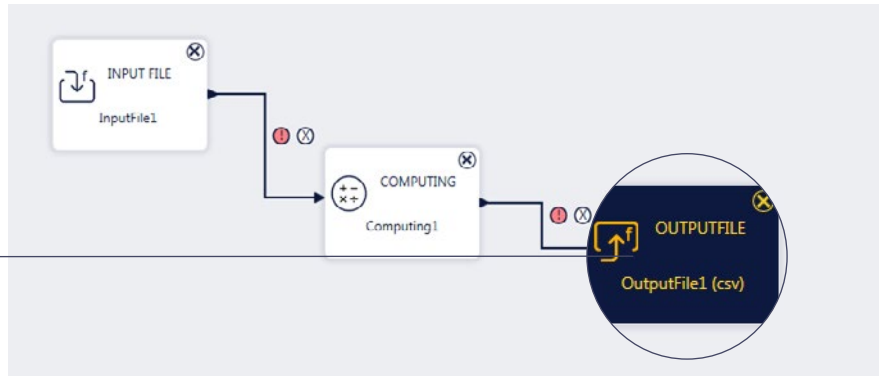 INPUT FILE
InputFile1
COMPUTING
Computing1
OUTPUTFILE
OutputFile1 (csv)